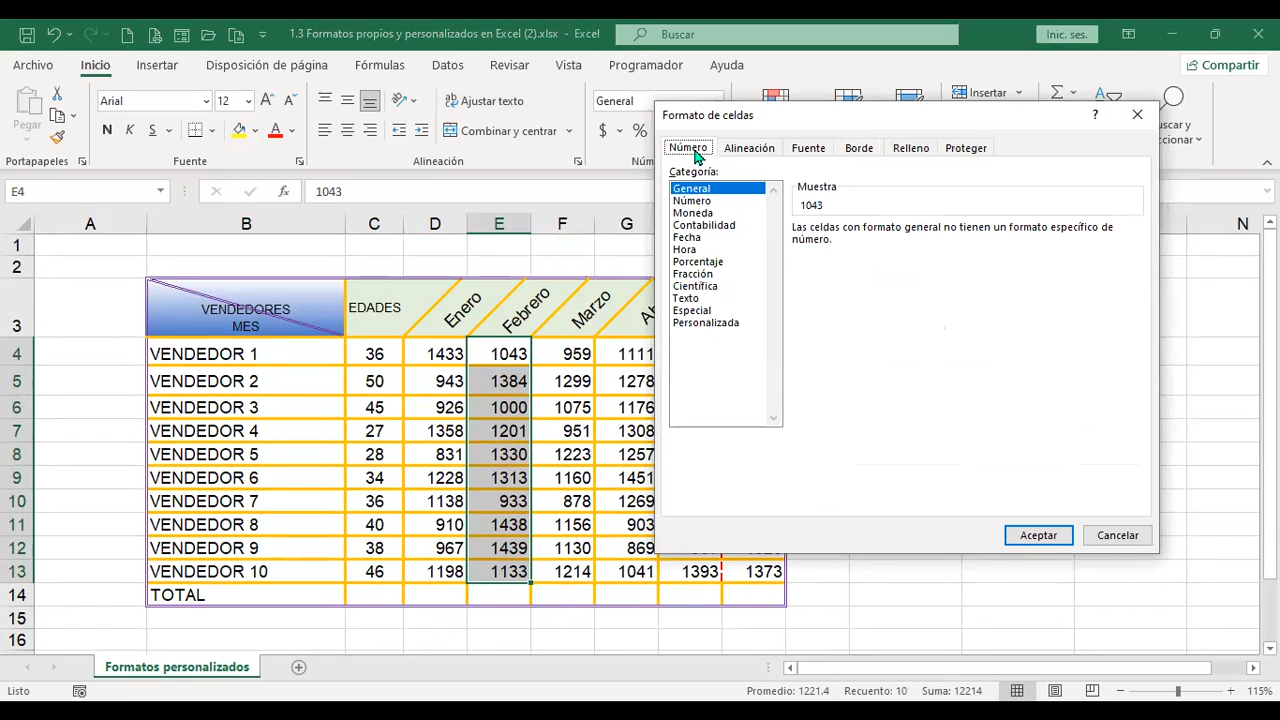 1.3 Formatos propios y personalizados en Excel (2).xlsx - Excel
Buscar
Inic. ses.
Archivo Inicio Insertar Disposición de página Fórmulas Datos Revisar Vista Programador Ayuda Compartir
Pegar
Arial 12
N K S
Ajustar texto
Combinar y centrar
General
$ %
Insertar
Portapapeles Fuente Alineación
E4 1043
Formato de celdas
?
Número Alineación Fuente Borde Relleno Proteger
Categoría:
General
Número
Moneda
Contabilidad
Fecha
Hora
Porcentaje
Fracción
Científica
Texto
Especial
Personalizada
Muestra
1043
Las celdas con formato general no tienen un formato específico de
número.
Aceptar Cancelar
A B C D E F G N
1
2
3 VENDEDORES MES EDADES Enero Febrero Marzo
4 VENDEDOR 1 36 1433 1043 959 1111
5 VENDEDOR 2 50 943 1384 1299 1278
6 VENDEDOR 3 45 926 1000 1075 1176
7 VENDEDOR 4 27 1358 1201 951 1308
8 VENDEDOR 5 28 831 1330 1223 1257
9 VENDEDOR 6 34 1228 1313 1160 1451
10 VENDEDOR 7 36 1138 933 878 1269
11 VENDEDOR 8 40 910 1438 1156 903
12 VENDEDOR 9 38 967 1439 1130 869
13 VENDEDOR 10 46 1198 1133 1214 1041 1393 1373
14 TOTAL
15
16
Formatos personalizados
Listo Promedio: 1221.4 Recuento: 10 Suma: 12214 115%